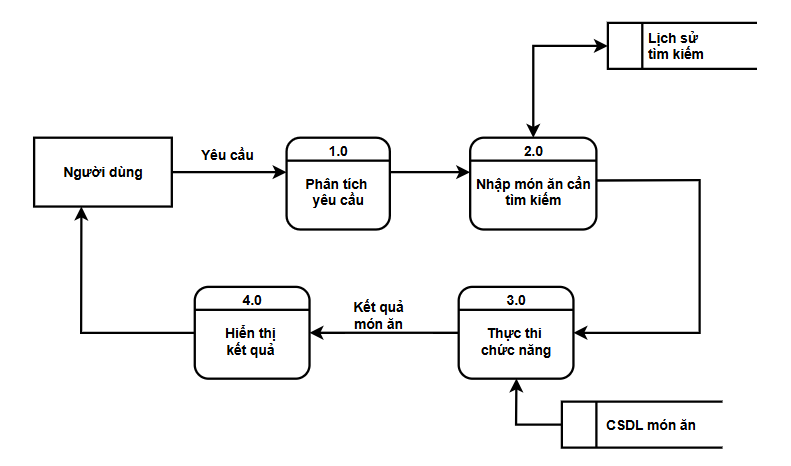 Lịch sử
tìm kiếm
Người dùng
Yêu cầu
1.0
Phân tích
yêu cầu
2.0
Nhập món ăn cần
tìm kiếm
4.0
Hiển thị
kết quả
Kết quả
món ăn
3.0
Thực thi
chức năng
CSDL món ăn